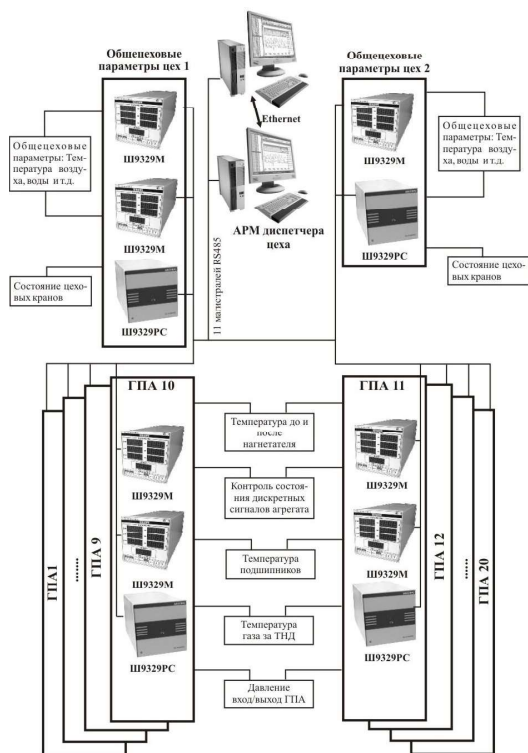 Общецеховые
параметры цех 1
Общецеховые
параметры цех 2
Ethernet
Ш9329М
Общецеховые
параметры: Тем-
пература возду-
ха, воды и т.д.
Ш9329М
Состояние цехо-
вых кранов
Ш9329РС
АРМ диспетчера
цеха
11 магистралей RS485
Ш9329М
Общецеховые
параметры: Тем-
пература возду-
ха, воды и т.д.
Ш9329РС
Состояние цехо-
вых кранов
ГПА1
.......
ГПА 9
ГПА 10
Ш9329М
Ш9329М
Ш9329РС
Температура до и
после
нагнетателя
Контроль состоя-
ния дискретных
сигналов агрегата
Температура
подшипников
Температура
газа за ТНД
Давление
вход/выход ГПА
ГПА 11
Ш9329М
Ш9329М
Ш9329РС
ГПА 12
.......
ГПА 20